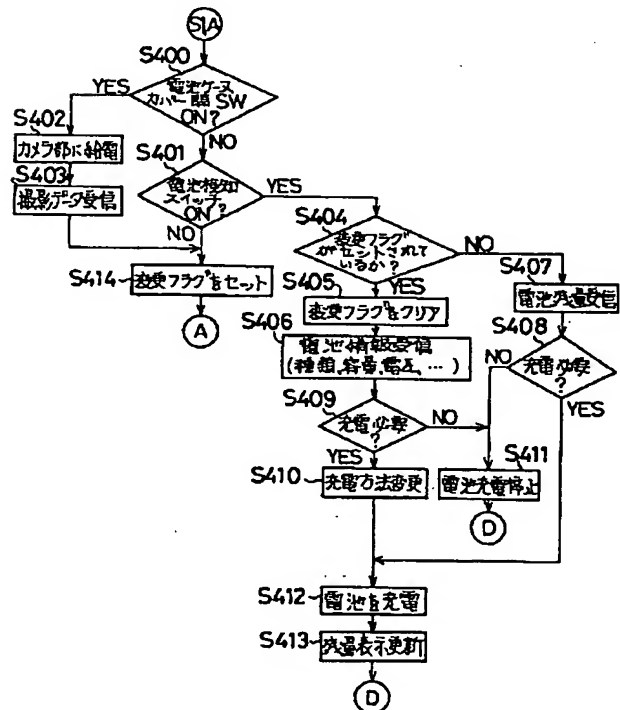 S1A
S400
電池ケース
カバー開SW
ON?
YES
NO
S402
カメラ部に給電
S403
撮影データ受信
S401
電池検知
スイッチ
ON?
YES
NO
S414
変更フラグをセット
A
S404
変更フラグ
がセットされて
いるか?
NO
YES
S405
変更フラグをクリア
S406
電池情報受信
(種類、容量、電圧、…)
S407
電池残量受信
S408
充電必要
?
NO
YES
S409
充電必要
?
NO
YES
S410
充電方法変更
S411
電池充電停止
D
S412
電池を充電
S413
残量表示更新
D